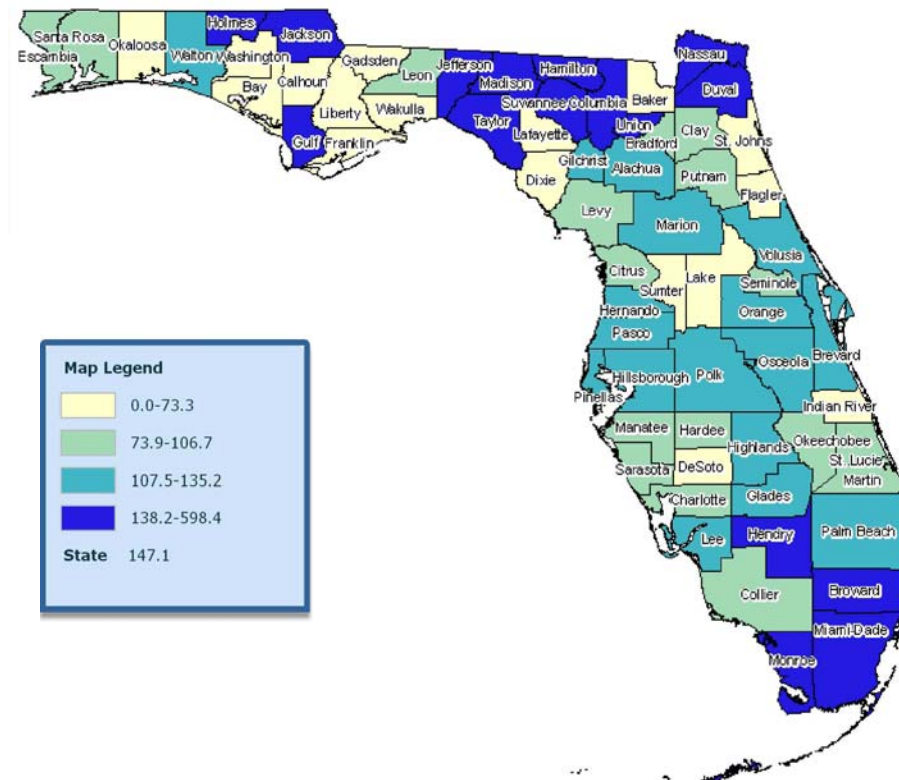 Holmes
Jackson
Santa Rosa
Okaloosa
Escambia
Walton
Washington
Gadsden
Jefferson
Hamilton
Nassau
Bay
Calhoun
Leon
Madison
Duval
Liberty
Wakulla
Suwannee
Columbia
Baker
Taylor
Gulf
Franklin
Lafayette
Union
Clay
St. Johns
Bradford
Gilchrist
Alachua
Dixie
Putnam
Flagler
Levy
Marion
Volusia
Citrus
Sumter
Lake
Seminole
Hernando
Orange
Pasco
Osceola
Brevard
Pinellas
Hillsborough
Polk
Indian River
Manatee
Hardee
Highlands
Okeechobee
Sarasota
DeSoto
St. Lucie
Martin
Charlotte
Glades
Lee
Hendry
Palm Beach
Collier
Broward
Miami-Dade
Monroe
Map Legend
0.0-73.3
73.9-106.7
107.5-135.2
138.2-598.4
State 147.1